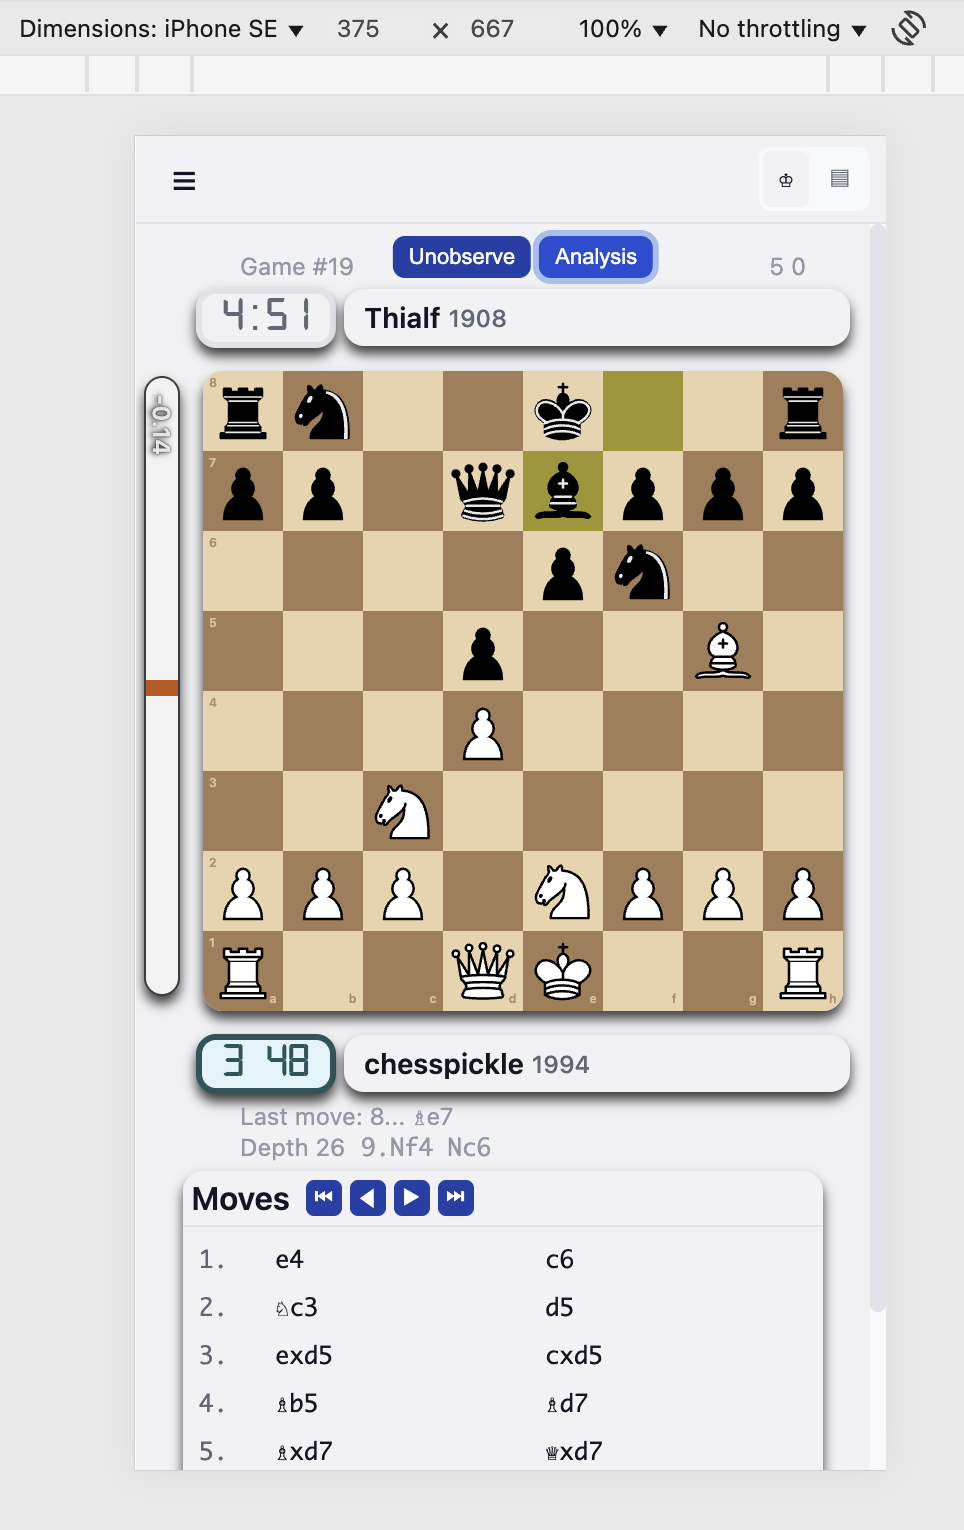 Dimensions: iPhone SE ▼ 375 × 667 100% ▼ No throttling ▼
Game #19 Unobserve Analysis 5 0
4:51 Thialf 1908
-0.14
8
7
6
5
4
3
2
1 a b c d e f g h
3 48 chesspickle 1994
Last move: 8... ♗e7
Depth 26 9.Nf4 Nc6
Moves
1. e4 c6
2. ♘c3 d5
3. exd5 cxd5
4. ♗b5 ♗d7
5. ♗xd7 ♛xd7